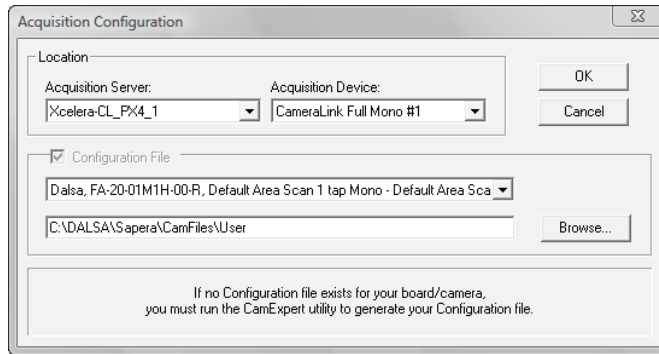 Acquisition Configuration
Location
Acquisition Server:
Acquisition Device:
Xcelera-CL_PX4_1
CameraLink Full Mono #1
OK
Cancel
Configuration File
Dalsa, FA-20-01M1H-00-R, Default Area Scan 1 tap Mono - Default Area Sca
C:\DALSA\Sapera\CamFiles\User
Browse...
If no Configuration file exists for your board/camera,
you must run the CamExpert utility to generate your Configuration file.